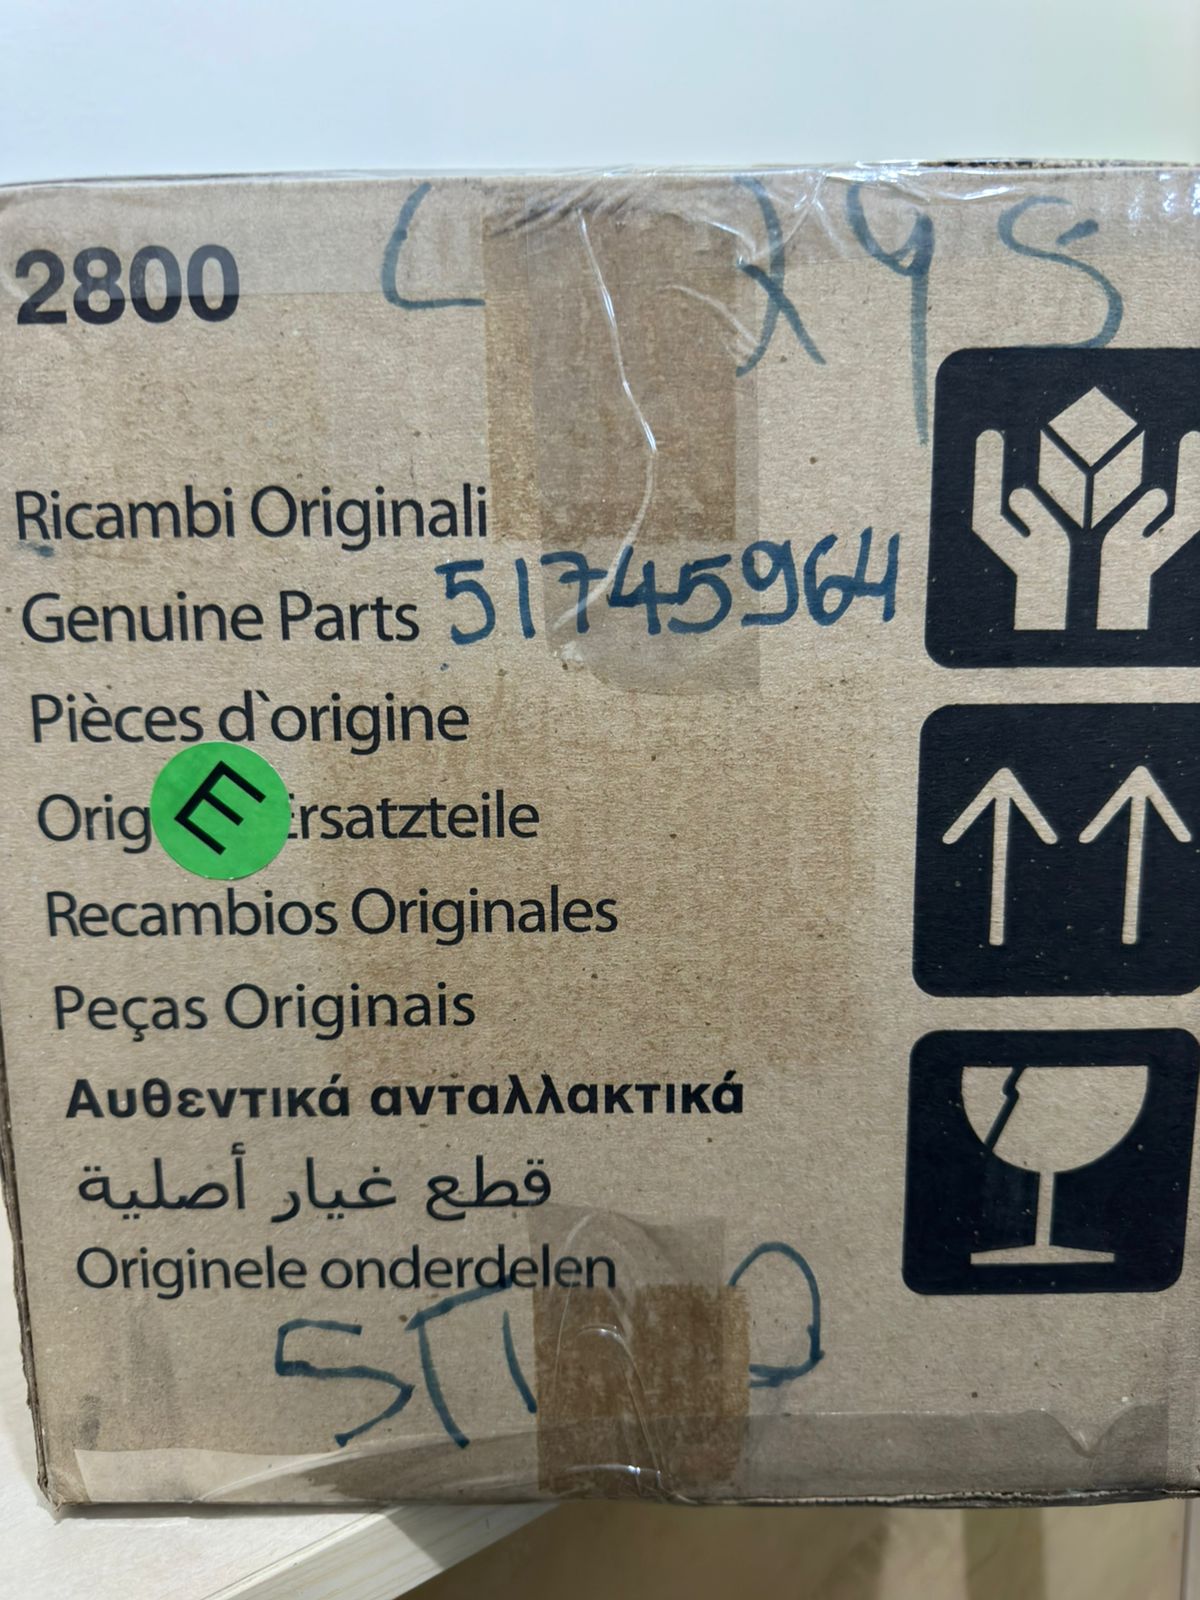 2800
Ricambi Originali
Genuine Parts 51745964
Pièces d`origine
E
Recambios Originales
Peças Originais
Αυθεντικά ανταλλακτικά
قطع غيار أصلية
Originele onderdelen